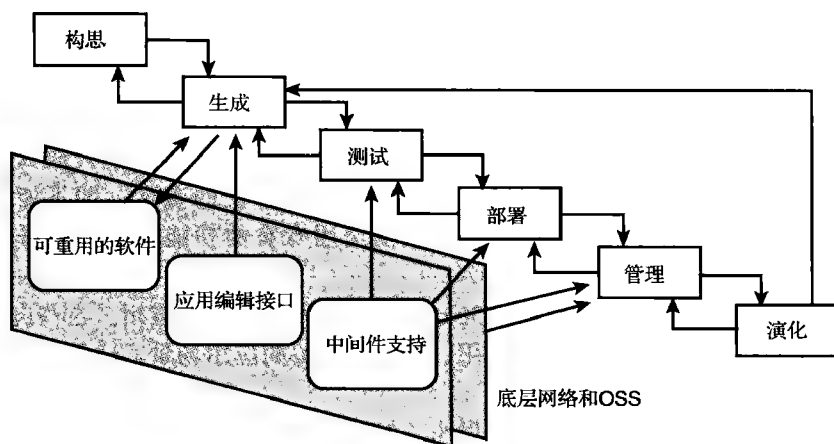 构思
生成
测试
部署
管理
演化
可重用的软件
应用编辑接口
中间件支持
底层网络和OSS